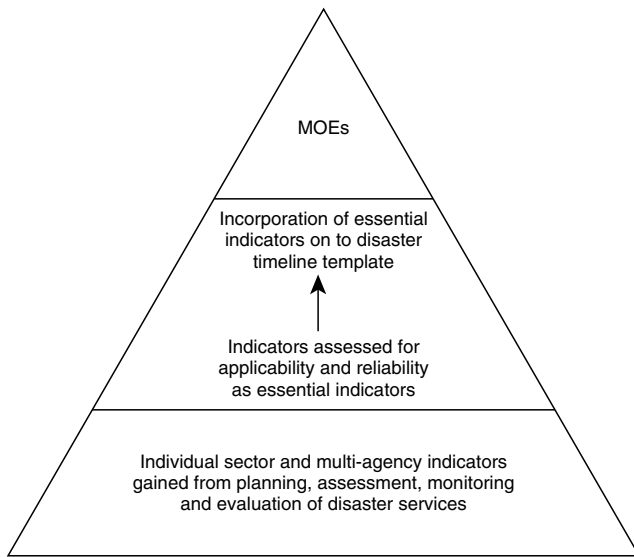 MOEs
Incorporation of essential
indicators on to disaster
timeline template
Indicators assessed for
applicability and reliability
as essential indicators
Individual sector and multi-agency indicators
gained from planning, assessment, monitoring
and evaluation of disaster services